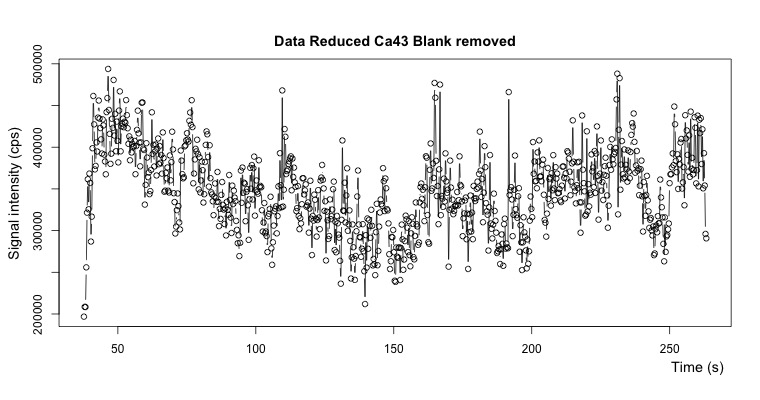 Data Reduced Ca43 Blank removed
Signal intensity (cps)
500000
400000
300000
200000
50 100 150 200 250
Time (s)